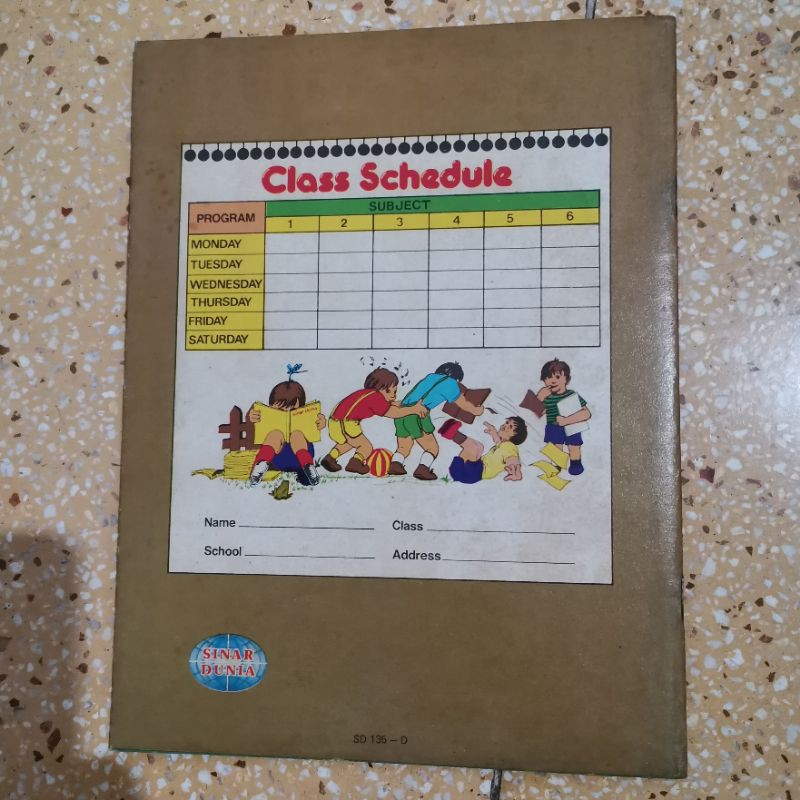 Class Schedule
PROGRAM
SUBJECT
1 2 3 4 5 6
MONDAY
TUESDAY
WEDNESDAY
THURSDAY
FRIDAY
SATURDAY
Name
Class
School
Address
SINAR
DUNIA
SD 135 – D